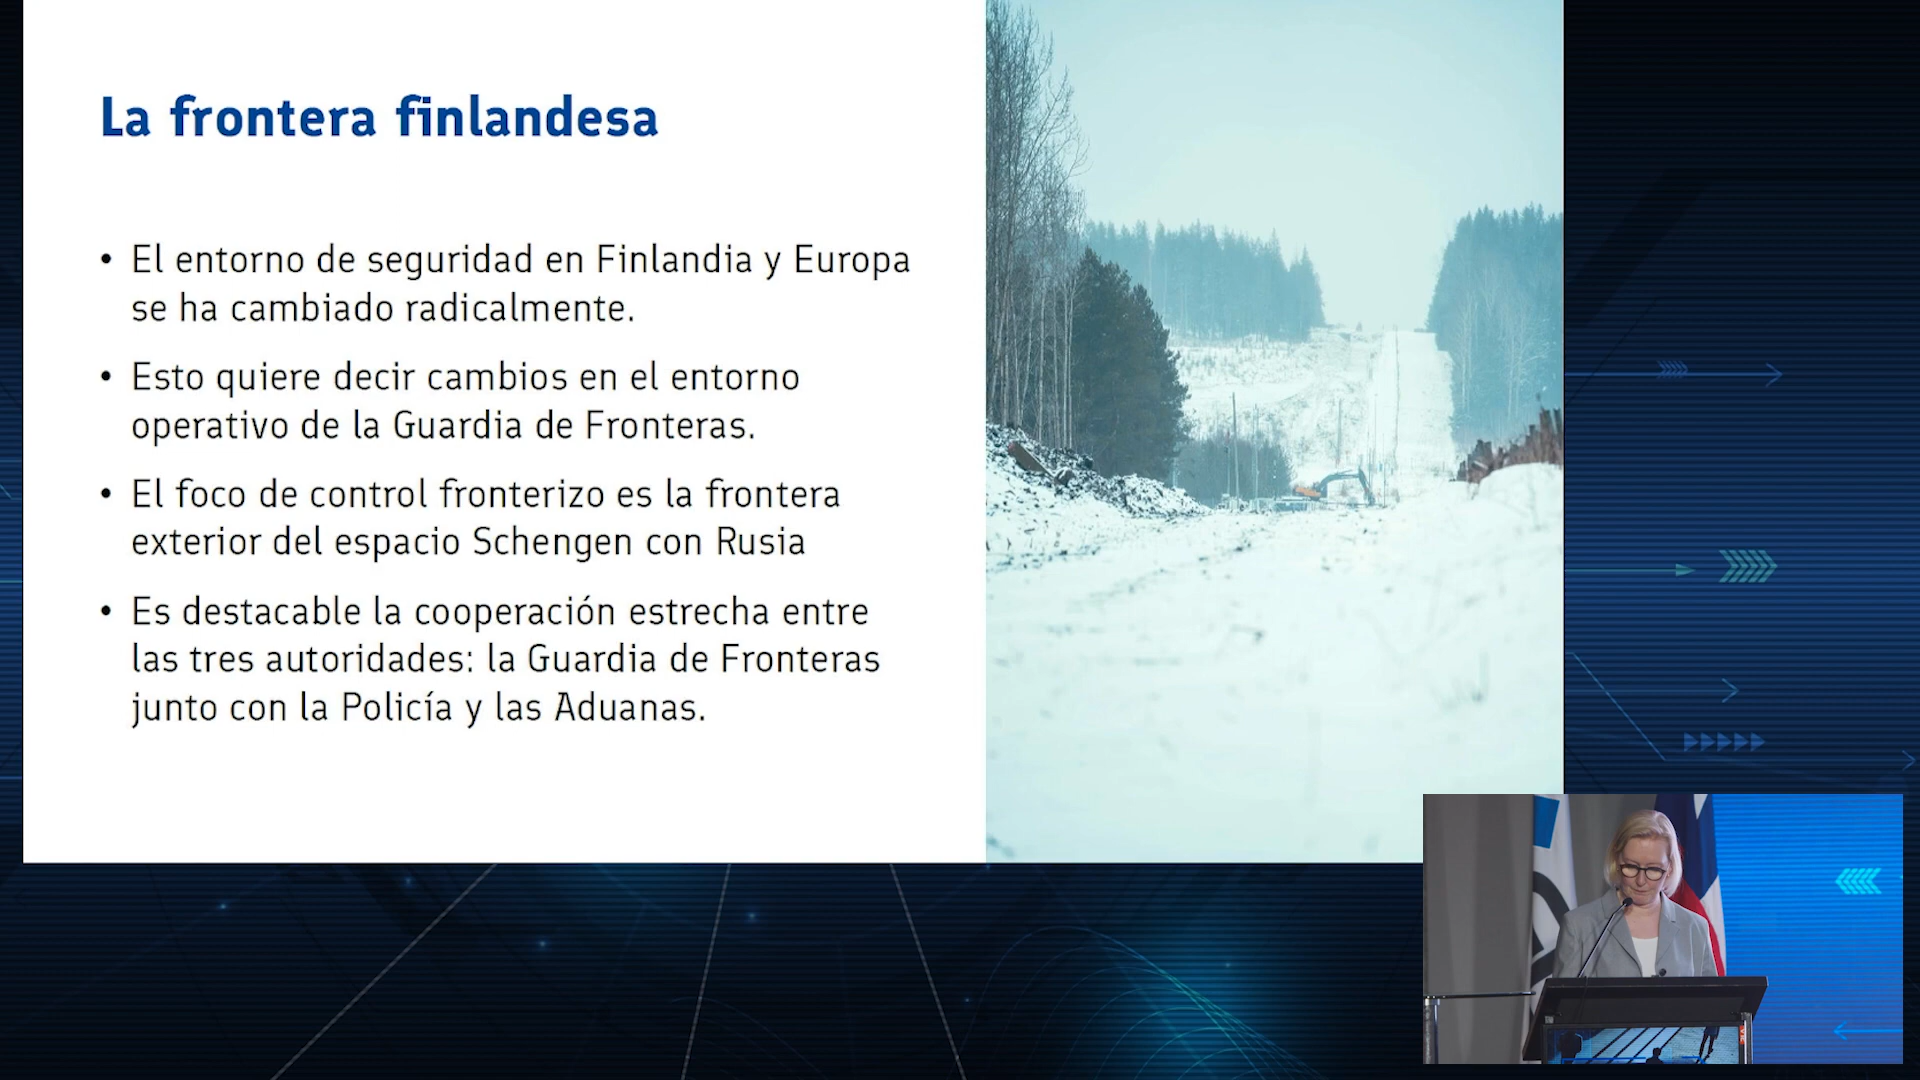 La frontera finlandesa
• El entorno de seguridad en Finlandia y Europa
se ha cambiado radicalmente.
• Esto quiere decir cambios en el entorno
operativo de la Guardia de Fronteras.
• El foco de control fronterizo es la frontera
exterior del espacio Schengen con Rusia
• Es destacable la cooperación estrecha entre
las tres autoridades: la Guardia de Fronteras
junto con la Policía y las Aduanas.